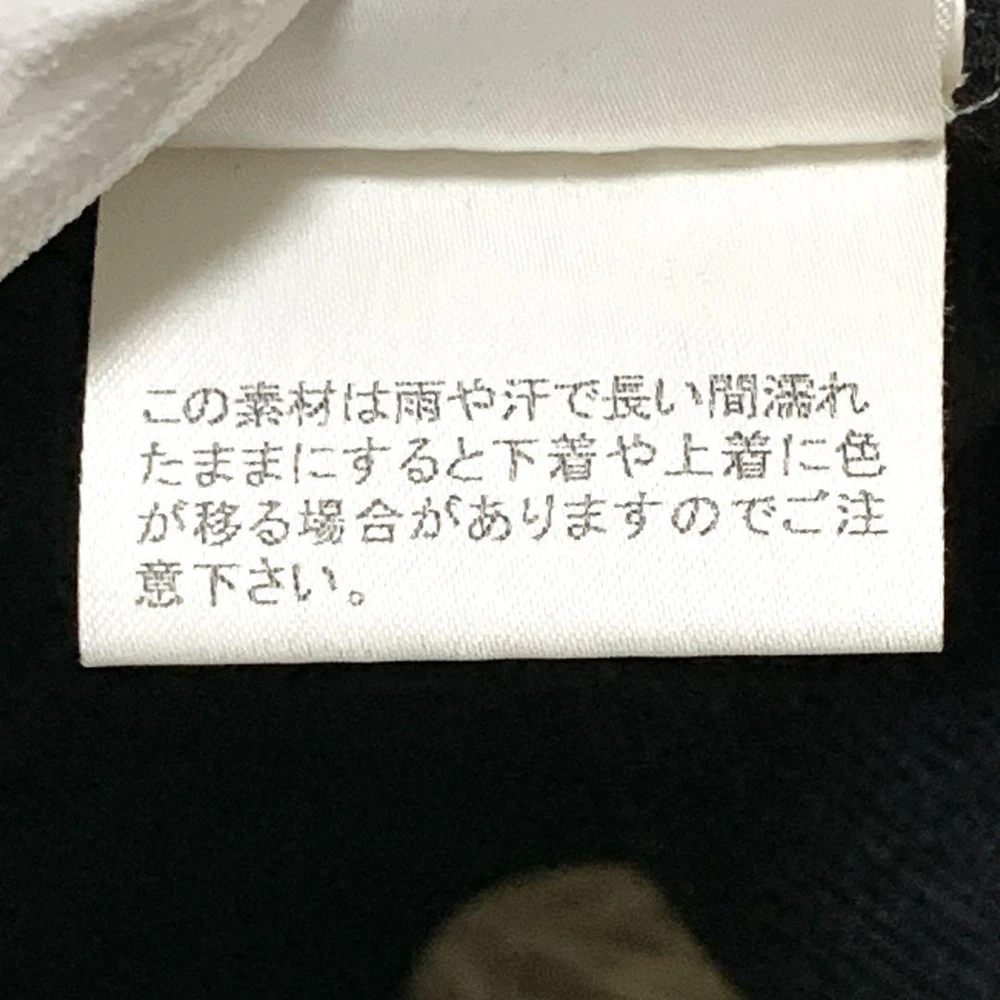 この素材は雨や汗で長い間濡れ
たままにすると下着や上着に色
が移る場合がありますのでご注
意下さい。